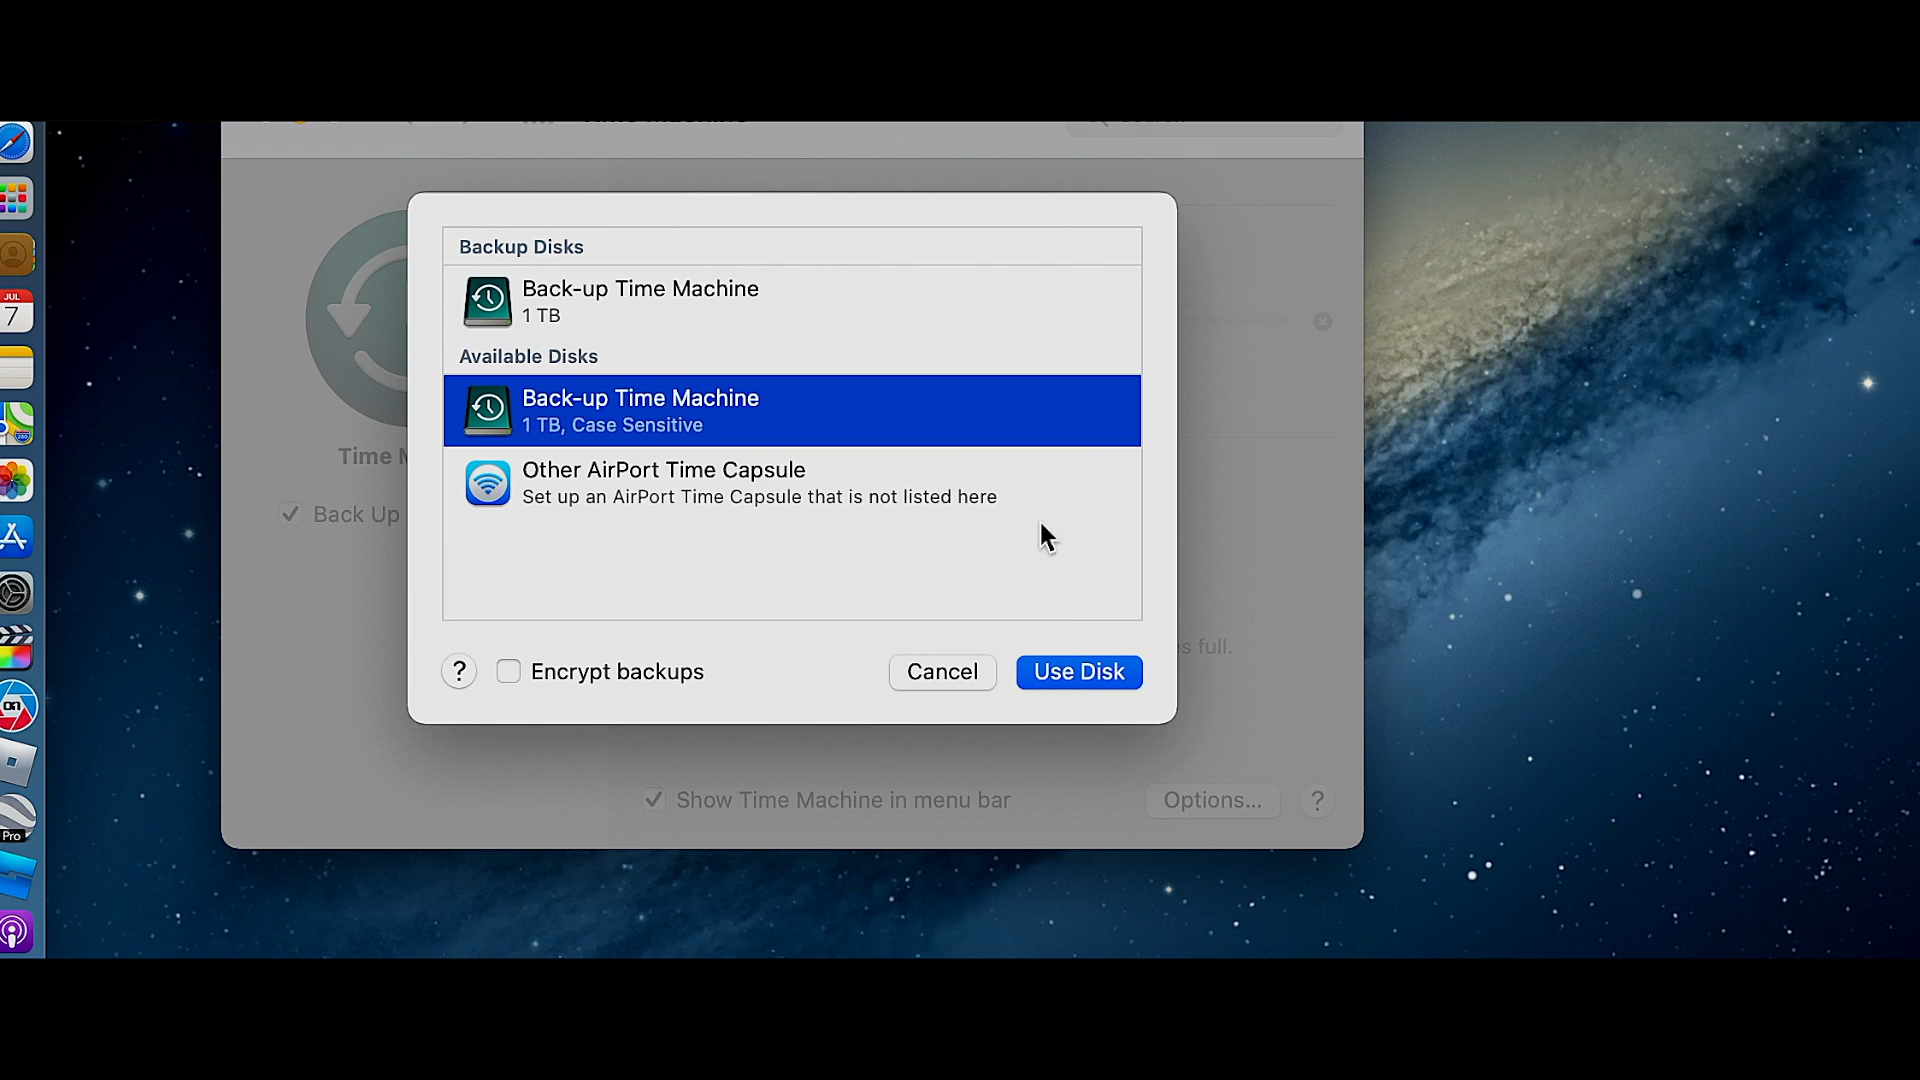 JUL
7
Pro
Time M
Back Up
Backup Disks
Back-up Time Machine
1 TB
Available Disks
Back-up Time Machine
1 TB, Case Sensitive
Other AirPort Time Capsule
Set up an AirPort Time Capsule that is not listed here
?
Encrypt backups
Cancel
Use Disk
s full.
Show Time Machine in menu bar
Options...
?